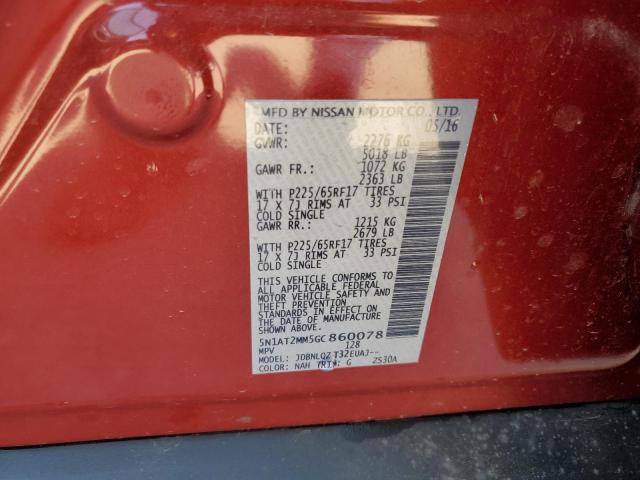 MFD BY NISSAN MOTOR CO., LTD.
DATE: 05/16
GVWR: 2276 KG
5018 LB
GAWR FR.: 1072 KG
2363 LB
WITH P225/65RF17 TIRES
17 X 7J RIMS AT 33 PSI
COLD SINGLE
GAWR RR.: 1215 KG
2679 LB
WITH P225/65RF17 TIRES
17 X 7J RIMS AT 33 PSI
COLD SINGLE
THIS VEHICLE CONFORMS TO
ALL APPLICABLE FEDERAL
MOTOR VEHICLE SAFETY AND
THEFT PREVENTION
STANDARDS IN EFFECT ON
THE DATE OF MANUFACTURE
SHOWN ABOVE.
5N1AT2MM5GC860078
MPV 128
MODEL: JDBNLQZ T32EUAJ--
COLOR: NAH TRIM: G ZS30A